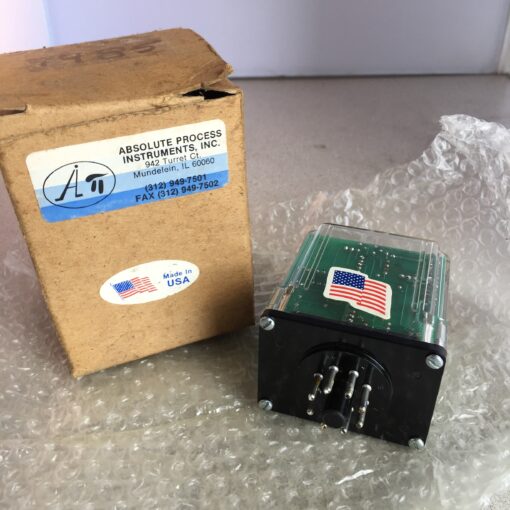 ABSOLUTE PROCESS
INSTRUMENTS, INC.
942 Turret Ct.
Mundelein, IL 60060
(312) 949-7501
FAX (312) 949-7502
Made In
USA